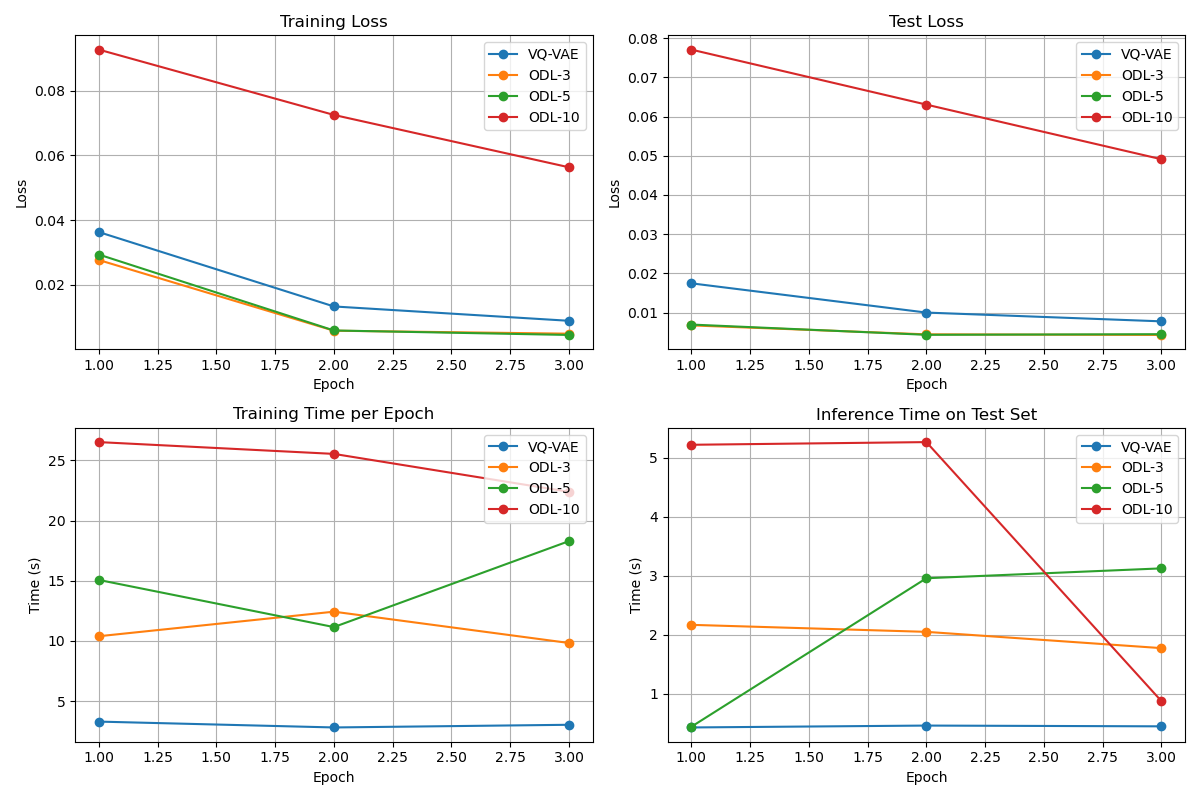 Training Loss
Loss
0.08
0.06
0.04
0.02
VQ-VAE
ODL-3
ODL-5
ODL-10
1.00 1.25 1.50 1.75 2.00 2.25 2.50 2.75 3.00
Epoch
Test Loss
Loss
0.08
0.07
0.06
0.05
0.04
0.03
0.02
0.01
VQ-VAE
ODL-3
ODL-5
ODL-10
1.00 1.25 1.50 1.75 2.00 2.25 2.50 2.75 3.00
Epoch
Training Time per Epoch
Time (s)
25
20
15
10
5
VQ-VAE
ODL-3
ODL-5
ODL-10
1.00 1.25 1.50 1.75 2.00 2.25 2.50 2.75 3.00
Epoch
Inference Time on Test Set
Time (s)
5
4
3
2
1
VQ-VAE
ODL-3
ODL-5
ODL-10
1.00 1.25 1.50 1.75 2.00 2.25 2.50 2.75 3.00
Epoch